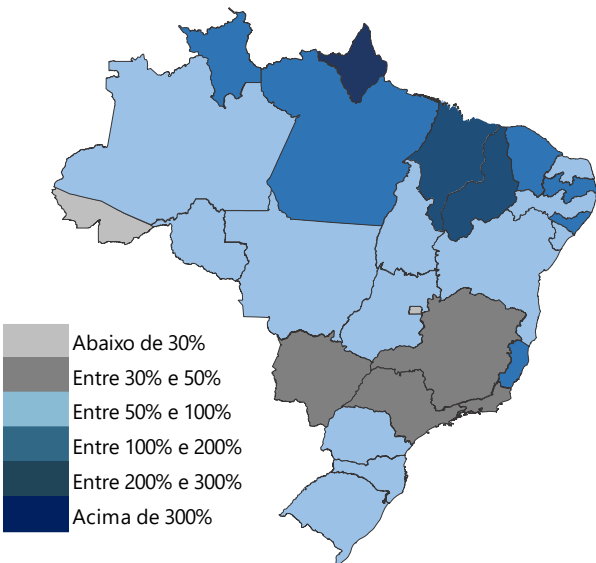 Abaixo de 30%
Entre 30% e 50%
Entre 50% e 100%
Entre 100% e 200%
Entre 200% e 300%
Acima de 300%